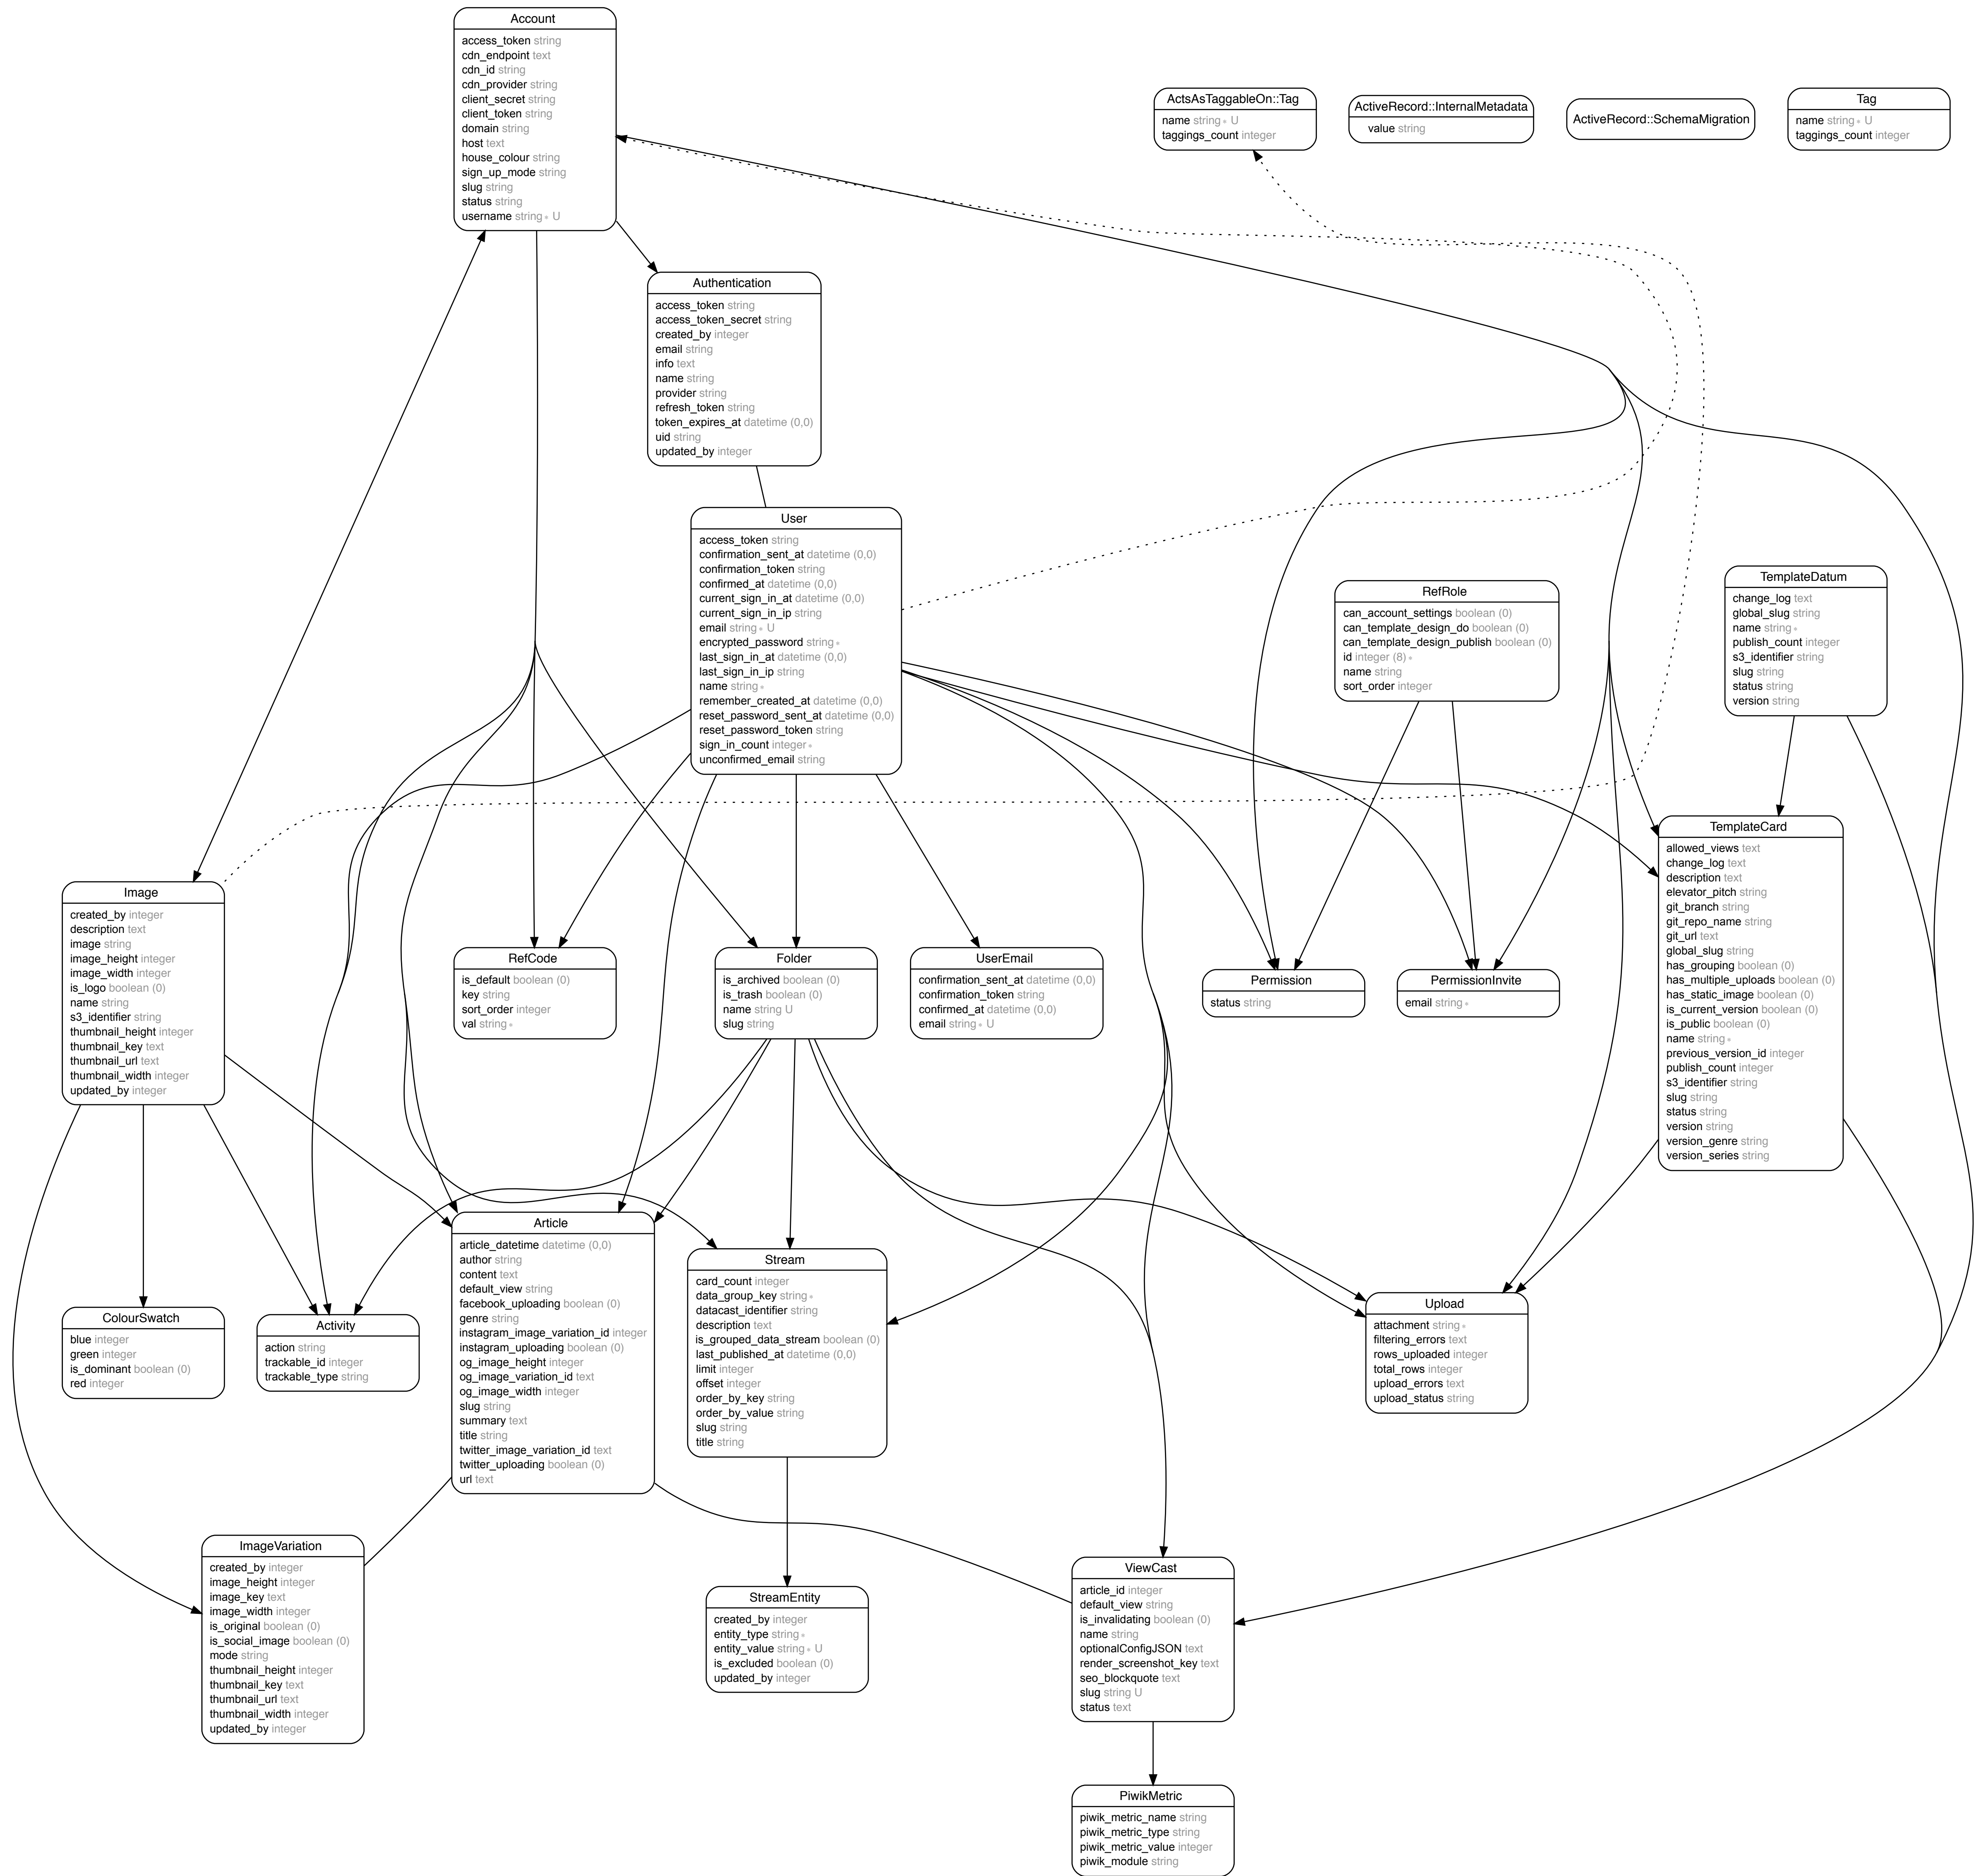 Account
access_token string
cdn_endpoint text
cdn_id string
cdn_provider string
client_secret string
client_token string
domain string
host text
house_colour string
sign_up_mode string
slug string
status string
username string∗ U
ActsAsTaggableOn::Tag
name string∗ U
taggings_count integer
ActiveRecord::InternalMetadata
value string
ActiveRecord::SchemaMigration
Tag
name string∗ U
taggings_count integer
Authentication
access_token string
access_token_secret string
created_by integer
email string
info text
name string
provider string
refresh_token string
token_expires_at datetime (0,0)
uid string
updated_by integer
User
access_token string
confirmation_sent_at datetime (0,0)
confirmation_token string
confirmed_at datetime (0,0)
current_sign_in_at datetime (0,0)
current_sign_in_ip string
email string∗ U
encrypted_password string∗
last_sign_in_at datetime (0,0)
last_sign_in_ip string
name string∗
remember_created_at datetime (0,0)
reset_password_sent_at datetime (0,0)
reset_password_token string
sign_in_count integer∗
unconfirmed_email string
RefRole
can_account_settings boolean (0)
can_template_design_do boolean (0)
can_template_design_publish boolean (0)
id integer (8)∗
name string
sort_order integer
TemplateDatum
change_log text
global_slug string
name string∗
publish_count integer
s3_identifier string
slug string
status string
version string
TemplateCard
allowed_views text
change_log text
description text
elevator_pitch string
git_branch string
git_repo_name string
git_url text
global_slug string
has_grouping boolean (0)
has_multiple_uploads boolean (0)
has_static_image boolean (0)
is_current_version boolean (0)
is_public boolean (0)
name string∗
previous_version_id integer
publish_count integer
s3_identifier string
slug string
status string
version string
version_genre string
version_series string
Image
created_by integer
description text
image string
image_height integer
image_width integer
is_logo boolean (0)
name string
s3_identifier string
thumbnail_height integer
thumbnail_key text
thumbnail_url text
thumbnail_width integer
updated_by integer
RefCode
is_default boolean (0)
key string
sort_order integer
val string∗
Folder
is_archived boolean (0)
is_trash boolean (0)
name string U
slug string
UserEmail
confirmation_sent_at datetime (0,0)
confirmation_token string
confirmed_at datetime (0,0)
email string∗ U
Permission
status string
PermissionInvite
email string∗
Article
article_datetime datetime (0,0)
author string
content text
default_view string
facebook_uploading boolean (0)
genre string
instagram_image_variation_id integer
instagram_uploading boolean (0)
og_image_height integer
og_image_variation_id text
og_image_width integer
slug string
summary text
title string
twitter_image_variation_id text
twitter_uploading boolean (0)
url text
Stream
card_count integer
data_group_key string∗
datacast_identifier string
description text
is_grouped_data_stream boolean (0)
last_published_at datetime (0,0)
limit integer
offset integer
order_by_key string
order_by_value string
slug string
title string
Upload
attachment string∗
filtering_errors text
rows_uploaded integer
total_rows integer
upload_errors text
upload_status string
ColourSwatch
blue integer
green integer
is_dominant boolean (0)
red integer
Activity
action string
trackable_id integer
trackable_type string
ImageVariation
created_by integer
image_height integer
image_key text
image_width integer
is_original boolean (0)
is_social_image boolean (0)
mode string
thumbnail_height integer
thumbnail_key text
thumbnail_url text
thumbnail_width integer
updated_by integer
StreamEntity
created_by integer
entity_type string∗
entity_value string∗ U
is_excluded boolean (0)
updated_by integer
ViewCast
article_id integer
default_view string
is_invalidating boolean (0)
name string
optionalConfigJSON text
render_screenshot_key text
seo_blockquote text
slug string U
status text
PiwikMetric
piwik_metric_name string
piwik_metric_type string
piwik_metric_value integer
piwik_module string